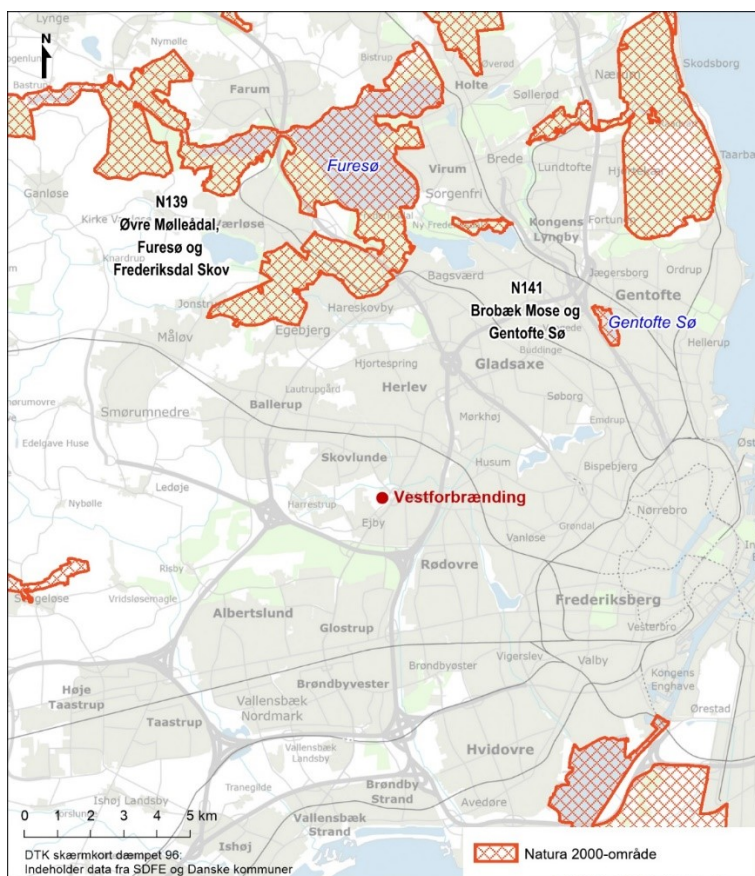 Lynge
Nymølle
Bistrup
Øverød
Skodsborg
N
Bastrup
Farum
Holte
Nærum
Søllerød
Furesø
Virum
Brede
Lundtofte
Hjortekær
Ganløse
N139
Øvre Mølleådal,
Furesø og
Frederiksdal Skov
Kirke Værløse
Værløse
Sorgenfri
Kongens
Lyngby
Fortunen
Knardrup
Bagsværd
N141
Brobæk Mose og
Gentofte Sø
Jægersborg
Ordrup
Jonstrup
Hareskovby
Gentofte
Gentofte Sø
Måløv
Egebjerg
Hjortespring
Gladsaxe
Buddinge
Hellerup
Lautrupgård
Herlev
Smørumnedre
Ballerup
Mørkhøj
Søborg
Emdrup
Edelgave Huse
Skovlunde
Husum
Bispebjerg
Ledøje
Vestforbrænding
Nybølle
Harrestrup
Ejby
Grøndal
Nørrebro
Vanløse
Risby
Rødovre
Vridsløsemagle
Albertslund
Frederiksberg
Glostrup
Vesterbro
Brøndbyøster
Vigerslev
Valby
Høje
Taastrup
Brøndbyvester
Kongens
Enghave
Taastrup
Vallensbæk
Nordmark
Ørestad
Vallensbæk
Landsby
Hvidovre
Tranegilde
Brøndby
Strand
Avedøre
0 1 2 3 4 5 km
Ishøj Landsby
Vallensbæk
Strand
Ishøj
DTK skærmkort dæmpet 96:
Indeholder data fra SDFE og Danske kommuner
Natura 2000-område